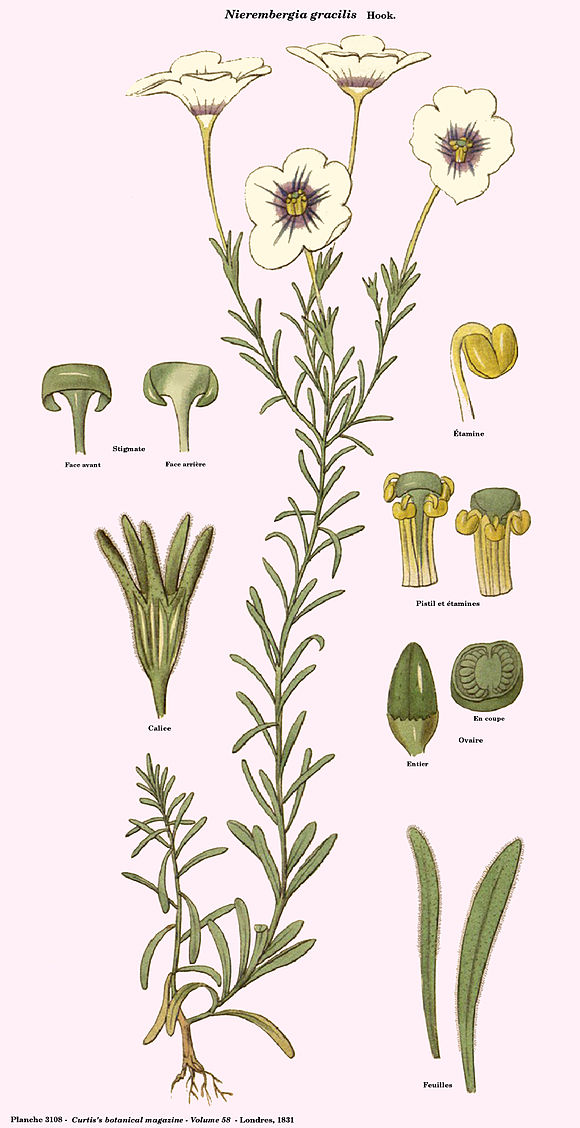 Nierembergia gracilis Hook.
Étamine
Stigmate
Face avant
Face arrière
Pistil et étamines
Calice
En coupe
Ovaire
Entier
Feuilles
Planche 3108 - Curtis's botanical magazine - Volume 58 - Londres, 1831